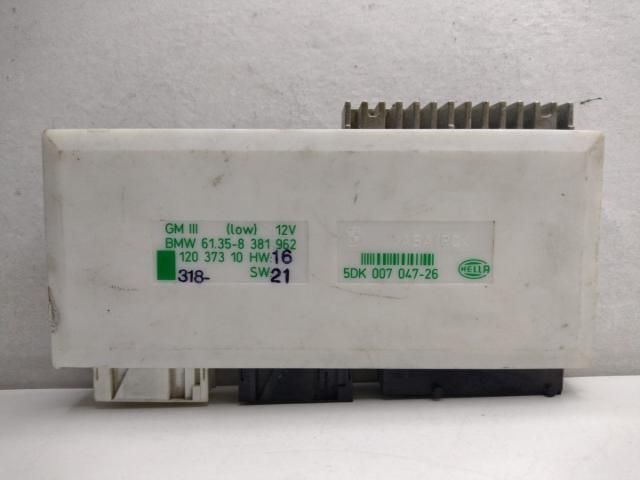 GM III (low) 12V
BMW 61.35-8 381 962
120 373 10 HW: 16
318- SW: 21
5DK 007 047-26
HELLA